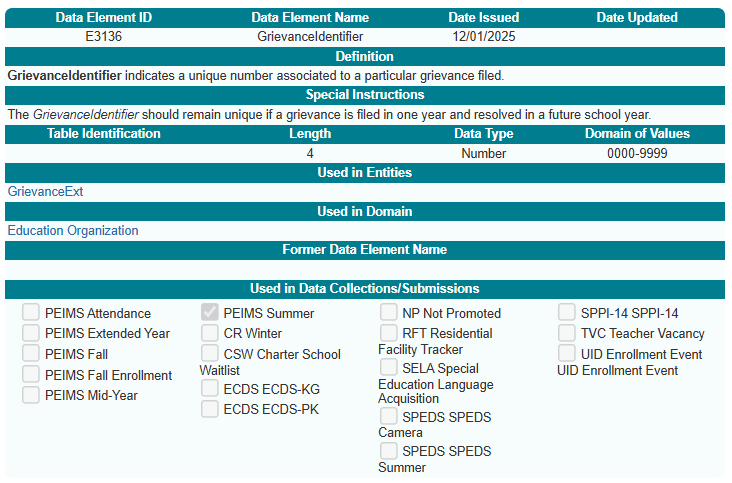 Data Element ID Data Element Name Date Issued Date Updated
E3136 GrievanceIdentifier 12/01/2025
Definition
GrievanceIdentifier indicates a unique number associated to a particular grievance filed.
Special Instructions
The GrievanceIdentifier should remain unique if a grievance is filed in one year and resolved in a future school year.
Table Identification Length Data Type Domain of Values
4 Number 0000-9999
Used in Entities
GrievanceExt
Used in Domain
Education Organization
Former Data Element Name
Used in Data Collections/Submissions
PEIMS Attendance
PEIMS Extended Year
PEIMS Fall
PEIMS Fall Enrollment
PEIMS Mid-Year
PEIMS Summer
CR Winter
CSW Charter School
Waitlist
ECDS ECDS-KG
ECDS ECDS-PK
NP Not Promoted
RFT Residential
Facility Tracker
SELA Special
Education Language
Acquisition
SPEDS SPEDS
Camera
SPEDS SPEDS
Summer
SPPI-14 SPPI-14
TVC Teacher Vacancy
UID Enrollment Event
UID Enrollment Event